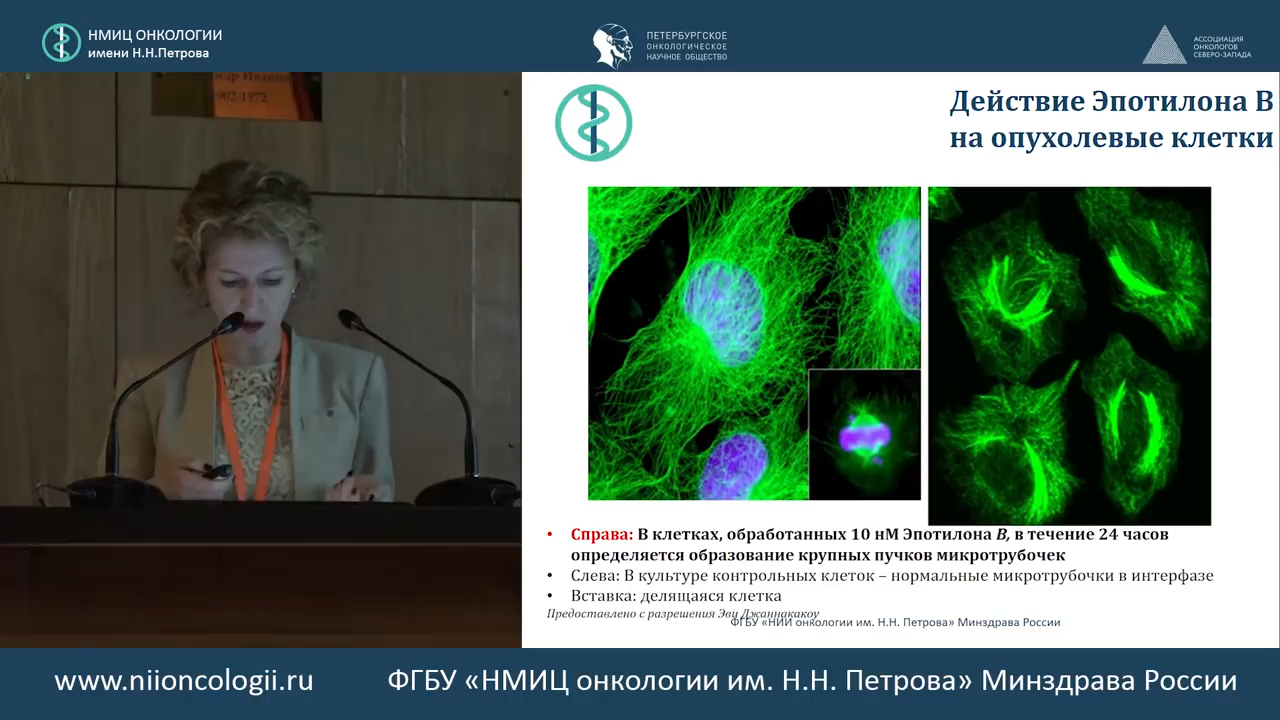 НМИЦ ОНКОЛОГИИ
имени Н.Н.Петрова
ПЕТЕРБУРГСКОЕ
ОНКОЛОГИЧЕСКОЕ
НАУЧНОЕ ОБЩЕСТВО
АССОЦИАЦИЯ
ОНКОЛОГОВ
СЕВЕРО-ЗАПАДА
902-1972
Действие Эпотилона В
на опухолевые клетки
• Справа: В клетках, обработанных 10 нМ Эпотилона В, в течение 24 часов
определяется образование крупных пучков микротрубочек
• Слева: В культуре контрольных клеток – нормальные микротрубочки в интерфазе
• Вставка: делящаяся клетка
Предоставлено с разрешения Эви Джаннакакоу
ФГБУ «НИИ онкологии им. Н.Н. Петрова» Минздрава России
www.niioncologii.ru
ФГБУ «НМИЦ онкологии им. Н.Н. Петрова» Минздрава России